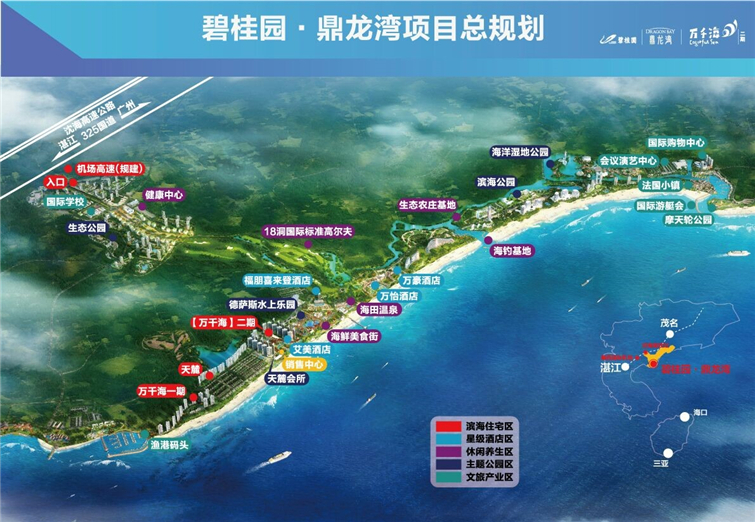 碧桂园·鼎龙湾项目总规划
碧桂园
DRAGON BAY
鼎龙湾
万千海
二期
沈海高速公路
湛江 325国道 广州
机场高速(规建)
入口
国际学校
健康中心
生态公园
18洞国际标准高尔夫
生态农庄基地
海洋湿地公园
滨海公园
国际购物中心
会议演艺中心
法国小镇
国际游艇会
摩天轮公园
海钓基地
福朋喜来登酒店
万豪酒店
万怡酒店
德萨斯水上乐园
海田温泉
【万千海】二期
海鲜美食街
艾美酒店
销售中心
天麓
天麓会所
万千海一期
渔港码头
茂名
湛江
海口
三亚
滨海住宅区
星级酒店区
休闲养生区
主题公园区
文旅产业区